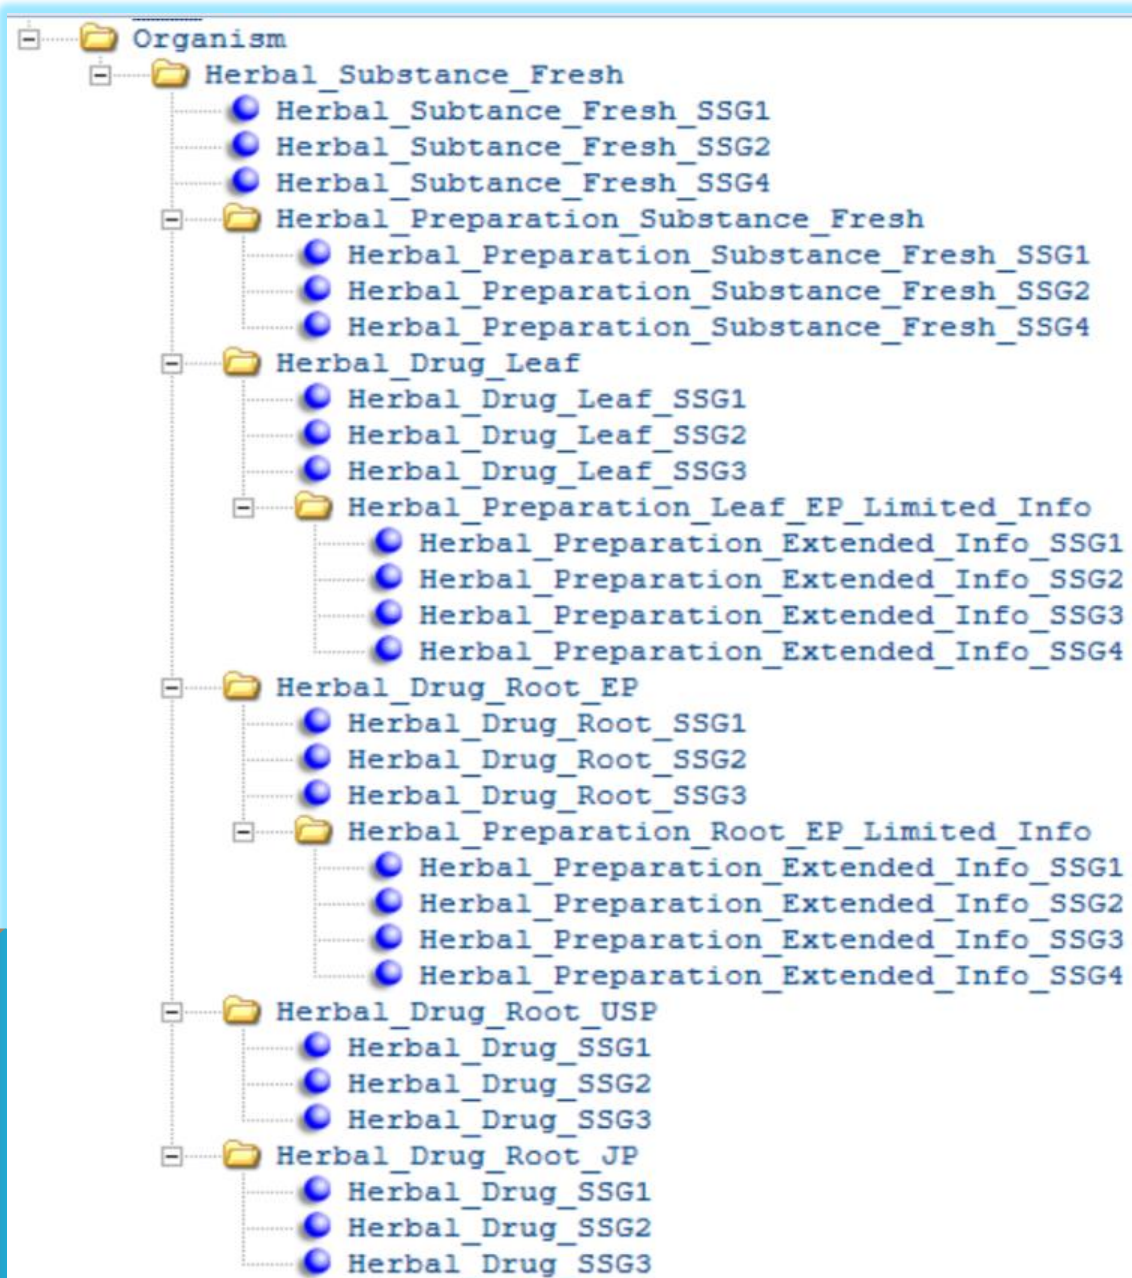 Organism
Herbal_Substance_Fresh
Herbal_Subtance_Fresh_SSG1
Herbal_Subtance_Fresh_SSG2
Herbal_Subtance_Fresh_SSG4
Herbal_Preparation_Substance_Fresh
Herbal_Preparation_Substance_Fresh_SSG1
Herbal_Preparation_Substance_Fresh_SSG2
Herbal_Preparation_Substance_Fresh_SSG4
Herbal_Drug_Leaf
Herbal_Drug_Leaf_SSG1
Herbal_Drug_Leaf_SSG2
Herbal_Drug_Leaf_SSG3
Herbal_Preparation_Leaf_EP_Limited_Info
Herbal_Preparation_Extended_Info_SSG1
Herbal_Preparation_Extended_Info_SSG2
Herbal_Preparation_Extended_Info_SSG3
Herbal_Preparation_Extended_Info_SSG4
Herbal_Drug_Root_EP
Herbal_Drug_Root_SSG1
Herbal_Drug_Root_SSG2
Herbal_Drug_Root_SSG3
Herbal_Preparation_Root_EP_Limited_Info
Herbal_Preparation_Extended_Info_SSG1
Herbal_Preparation_Extended_Info_SSG2
Herbal_Preparation_Extended_Info_SSG3
Herbal_Preparation_Extended_Info_SSG4
Herbal_Drug_Root_USP
Herbal_Drug_SSG1
Herbal_Drug_SSG2
Herbal_Drug_SSG3
Herbal_Drug_Root_JP
Herbal_Drug_SSG1
Herbal_Drug_SSG2
Herbal_Drug_SSG3